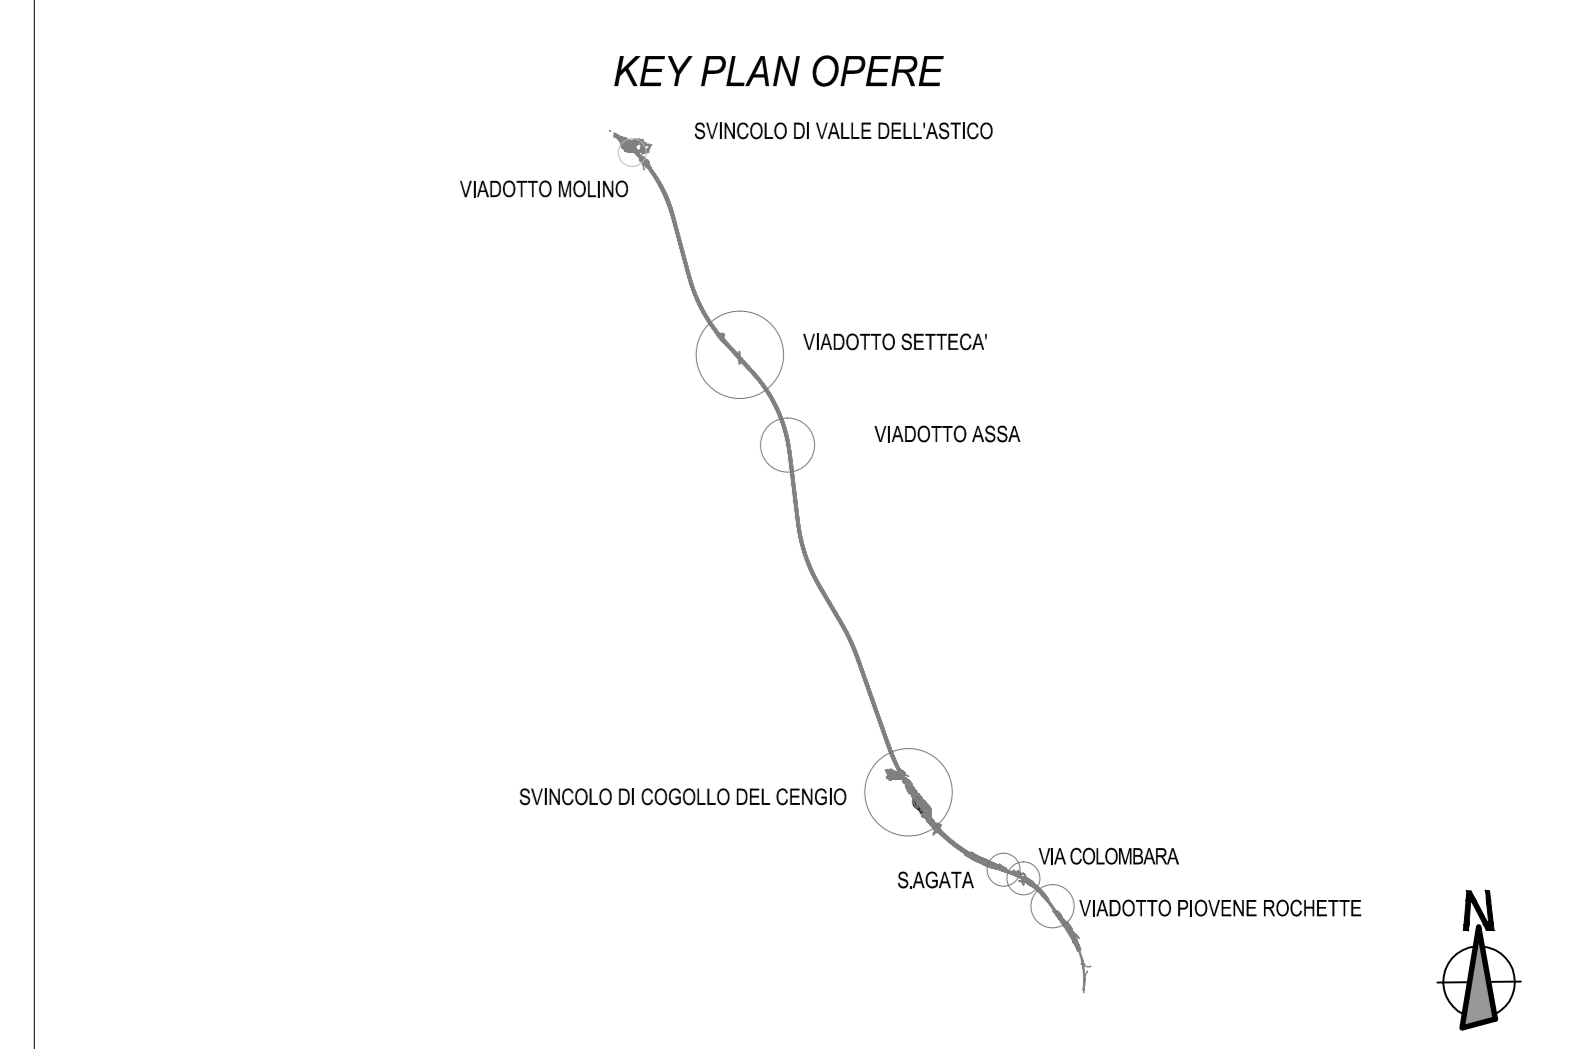 KEY PLAN OPERE
SVINCOLO DI VALLE DELL'ASTICO
VIADOTTO MOLINO
VIADOTTO SETTECA'
VIADOTTO ASSA
SVINCOLO DI COGOLLO DEL CENGIO
VIA COLOMBARA
S.AGATA
VIADOTTO PIOVENE ROCHETTE
N